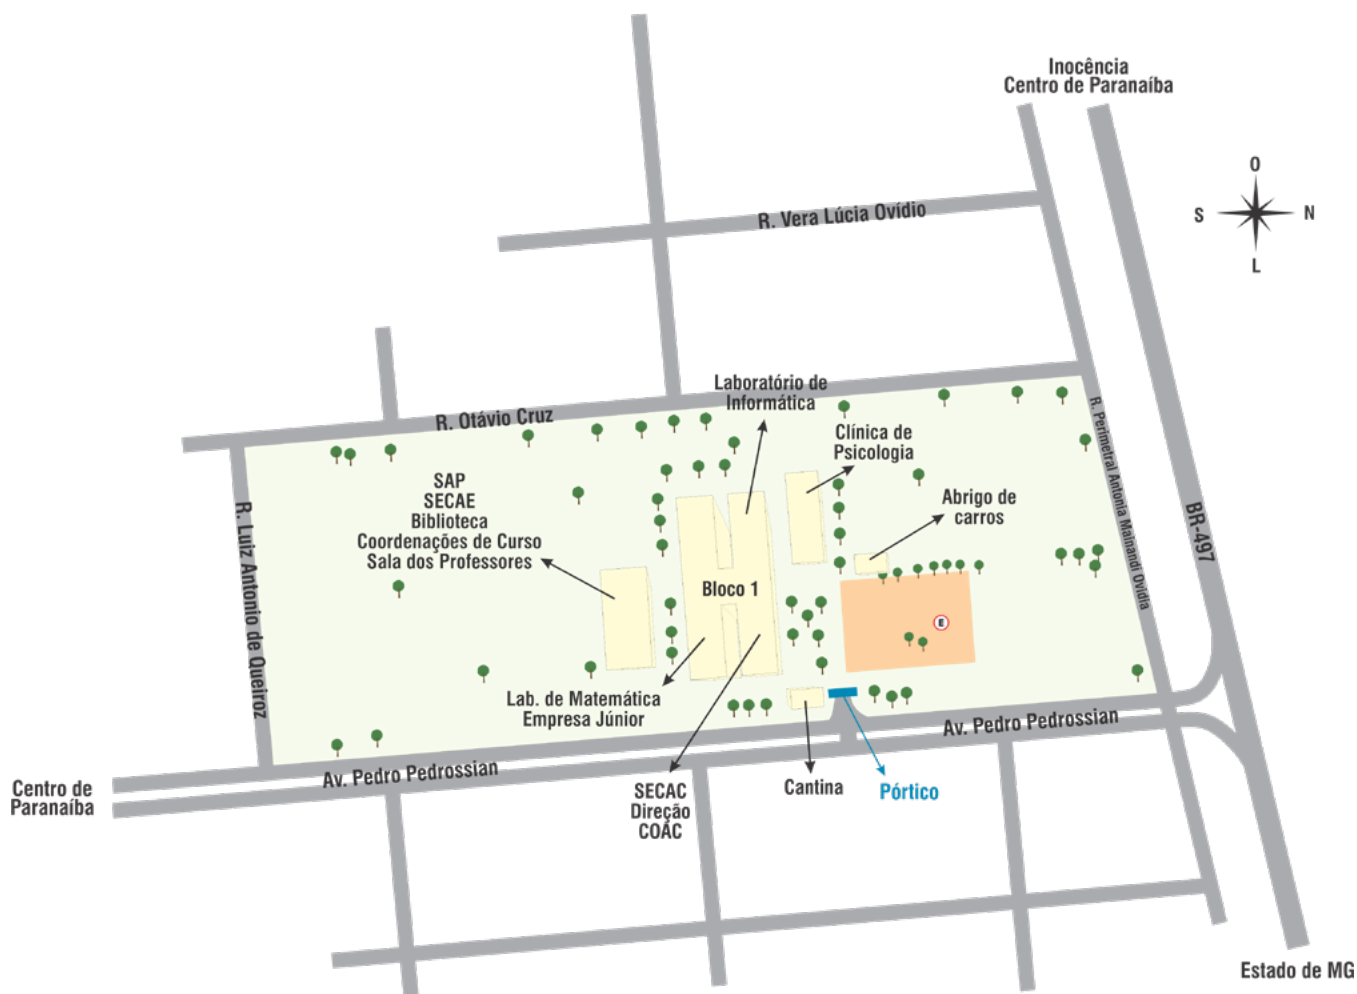 Inocência
Centro de Paranaíba
O
S
N
L
R. Vera Lúcia Ovídio
Laboratório de
Informática
R. Otávio Cruz
Clínica de
Psicologia
R. Perimetral Antonia Mainandi Ovidia
SAP
SECAE
Biblioteca
Coordenações de Curso
Sala dos Professores
Abrigo de
carros
BR-497
R. Luiz Antonio de Queiroz
Bloco 1
E
Lab. de Matemática
Empresa Júnior
Av. Pedro Pedrossian
Av. Pedro Pedrossian
Centro de
Paranaíba
SECAC
Direção
COAC
Cantina
Pórtico
Estado de MG